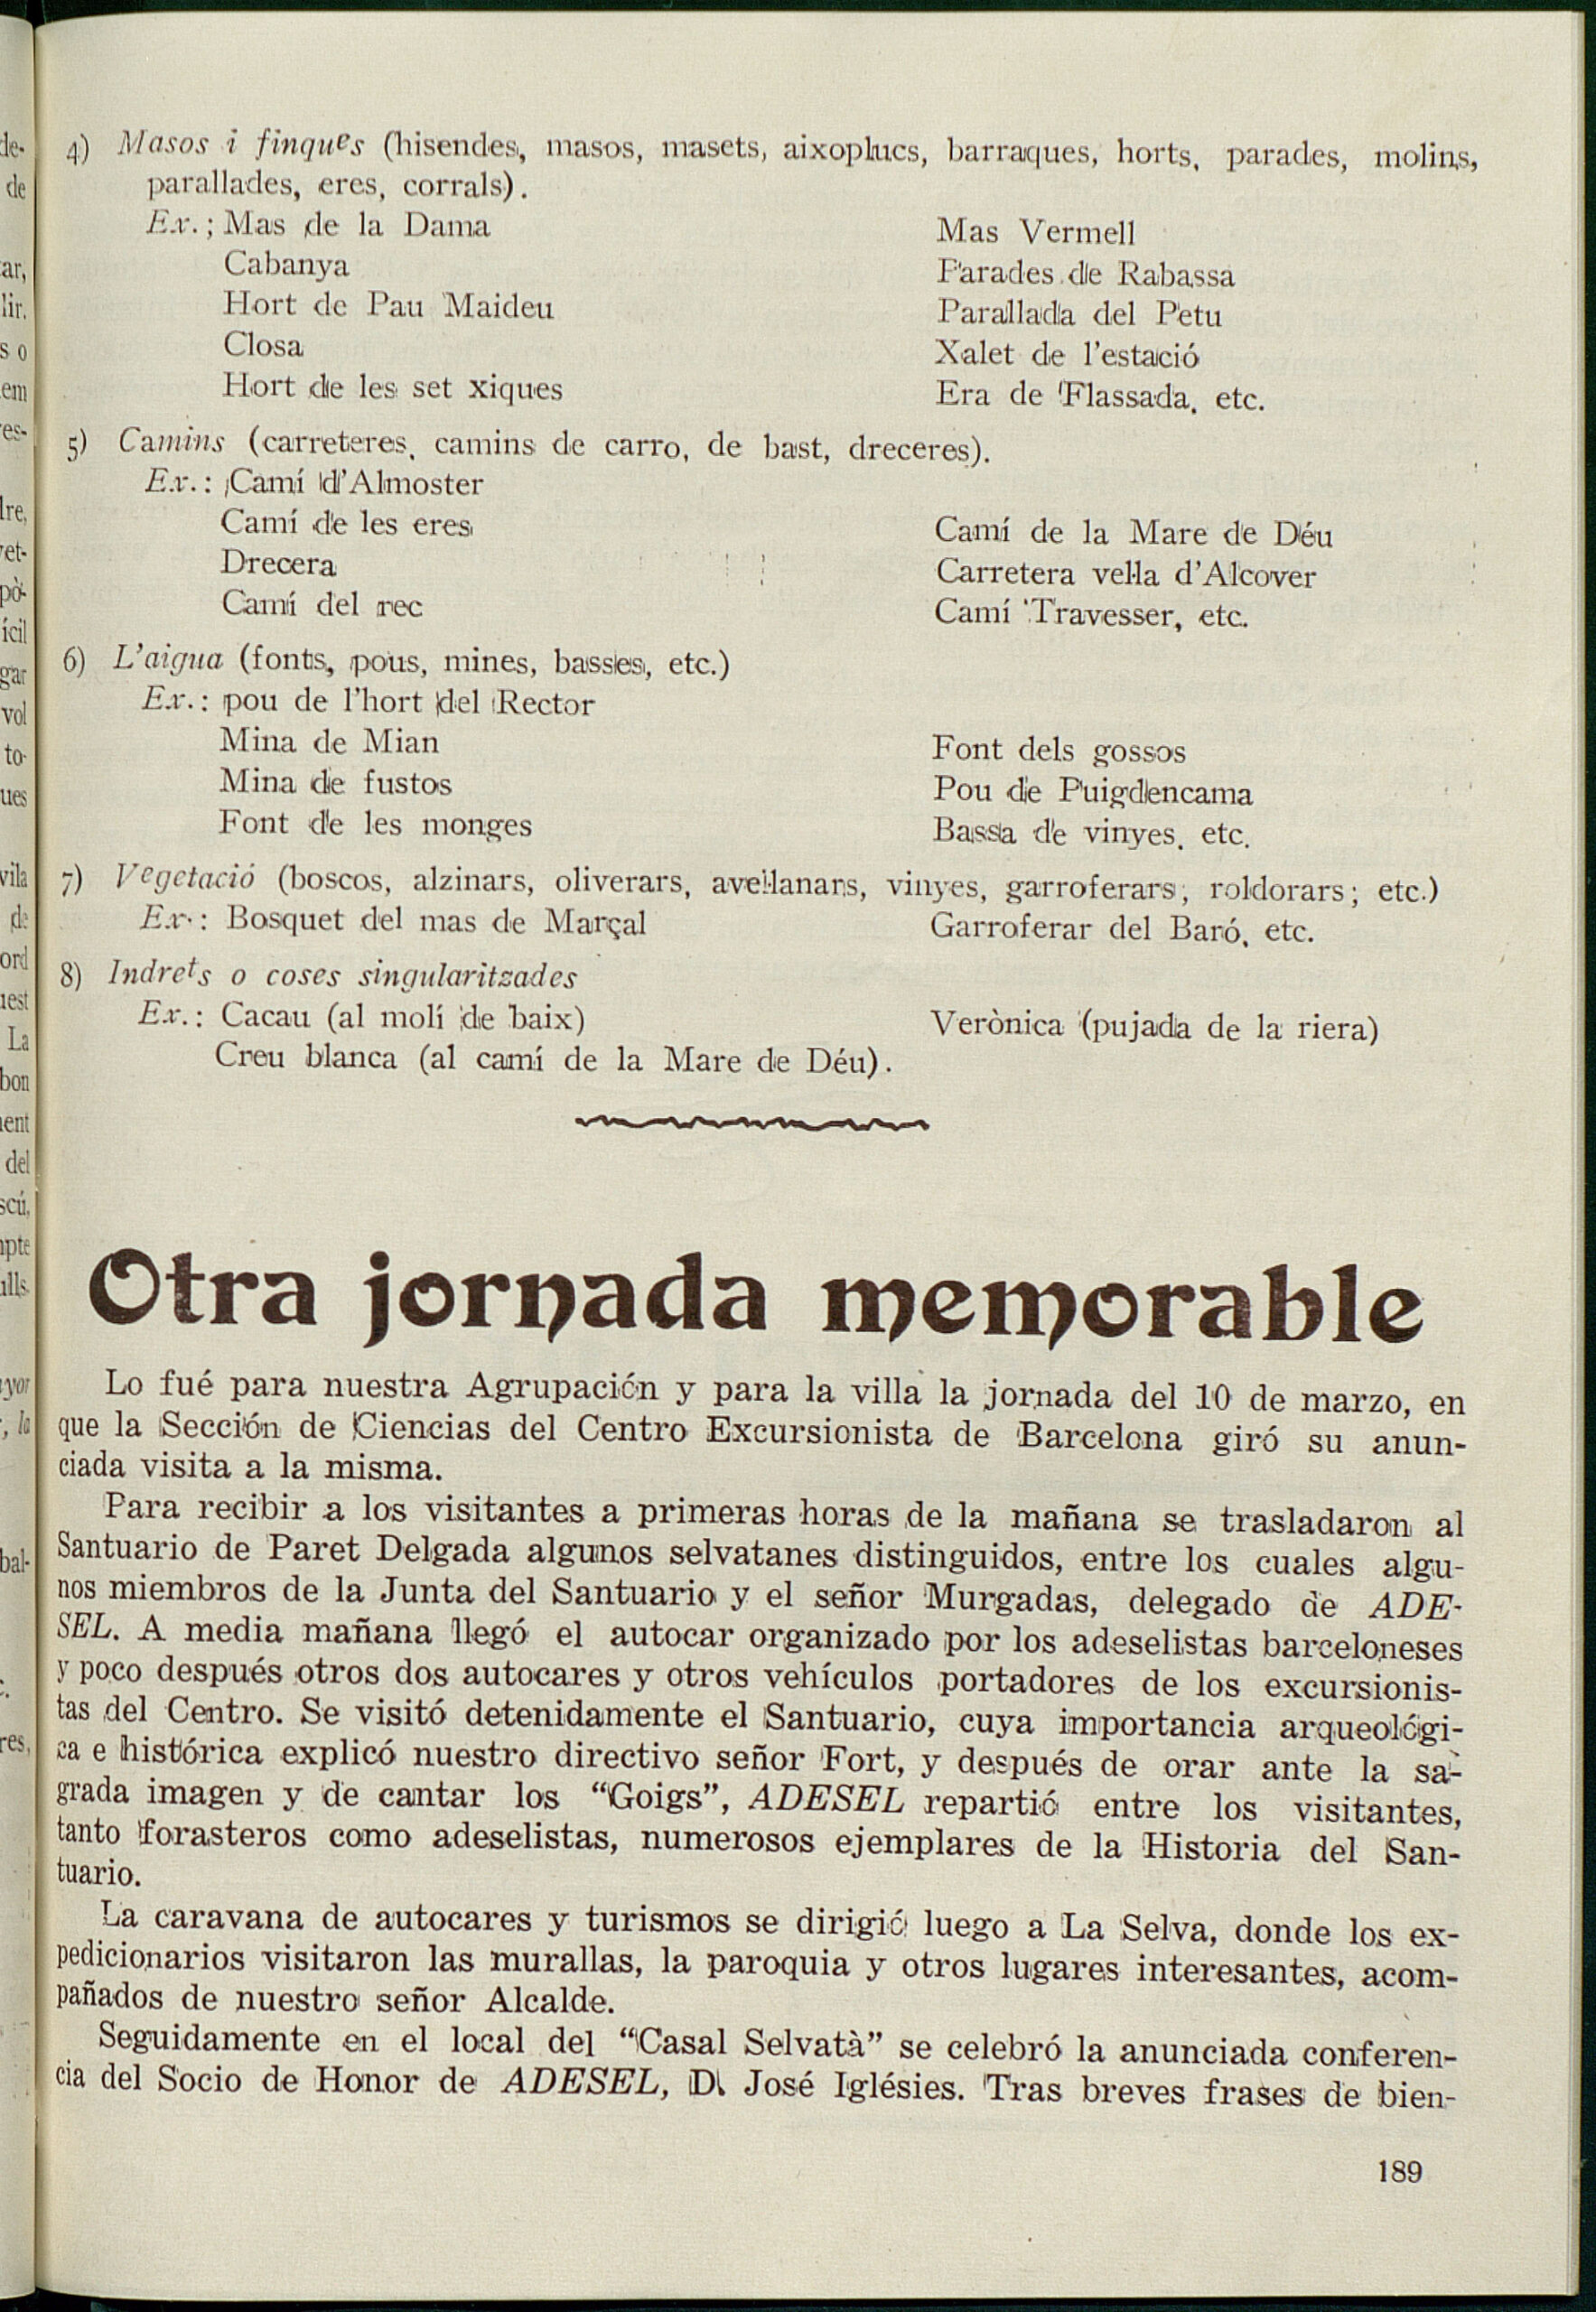 4) Masos i finques (hisendes, masos, masets, aixoplucs, barraques, horts, parades, molins,
parallades, eres, corrals).
Ex.; Mas de la Dama
Mas Vermell
Cabanya
Parades de Rabassa
Hort de Pau Maideu
Parallada del Petu
Closa
Xalet de l'estació
Hort de les set xiques
Era de Flassada, etc.
5) Camins (carreteres, camins de carro, de bast, dreceres).
Ex.: Camí d'Almoster
Camí de les eres
Camí de la Mare de Déu
Drecera
Carretera vella d'Alcover
Camí del rec
Camí Travesser, etc.
6) L'aigua (fonts, pous, mines, basses, etc.)
Ex.: pou de l'hort del Rector
Mina de Mian
Font dels gossos
Mina de fustos
Pou de Puigdencama
Font de les monges
Bassa de vinyes, etc.
7) Vegetació (boscos, alzinars, oliverars, avellanars, vinyes, garroferars, roldorars; etc.)
Ex.: Bosquet del mas de Marçal
Garroferar del Baró, etc.
8) Indrets o coses singularitzades
Ex.: Cacau (al molí de baix)
Verònica (pujada de la riera)
Creu blanca (al camí de la Mare de Déu).
Otra jornada memorable
Lo fué para nuestra Agrupación y para la villa la jornada del 10 de marzo, en
que la Sección de Ciencias del Centro Excursionista de Barcelona giró su anun-
ciada visita a la misma.
Para recibir a los visitantes a primeras horas de la mañana se trasladaron al
Santuario de Paret Delgada algunos selvatanes distinguidos, entre los cuales algu-
nos miembros de la Junta del Santuario y el señor Murgadas, delegado de ADE-
SEL. A media mañana llegó el autocar organizado por los adeselistas barceloneses
y poco después otros dos autocares y otros vehículos portadores de los excursionis-
tas del Centro. Se visitó detenidamente el Santuario, cuya importancia arqueológi-
ca e histórica explicó nuestro directivo señor Fort, y después de orar ante la sa-
grada imagen y de cantar los "Goigs", ADESEL repartió entre los visitantes,
tanto forasteros como adeselistas, numerosos ejemplares de la Historia del San-
tuario.
La caravana de autocares y turismos se dirigió luego a La Selva, donde los ex-
pedicionarios visitaron las murallas, la paroquia y otros lugares interesantes, acom-
pañados de nuestro señor Alcalde.
Seguidamente en el local del "Casal Selvatà" se celebró la anunciada conferen-
cia del Socio de Honor de ADESEL, D. José Iglésies. Tras breves frases de bien-
189